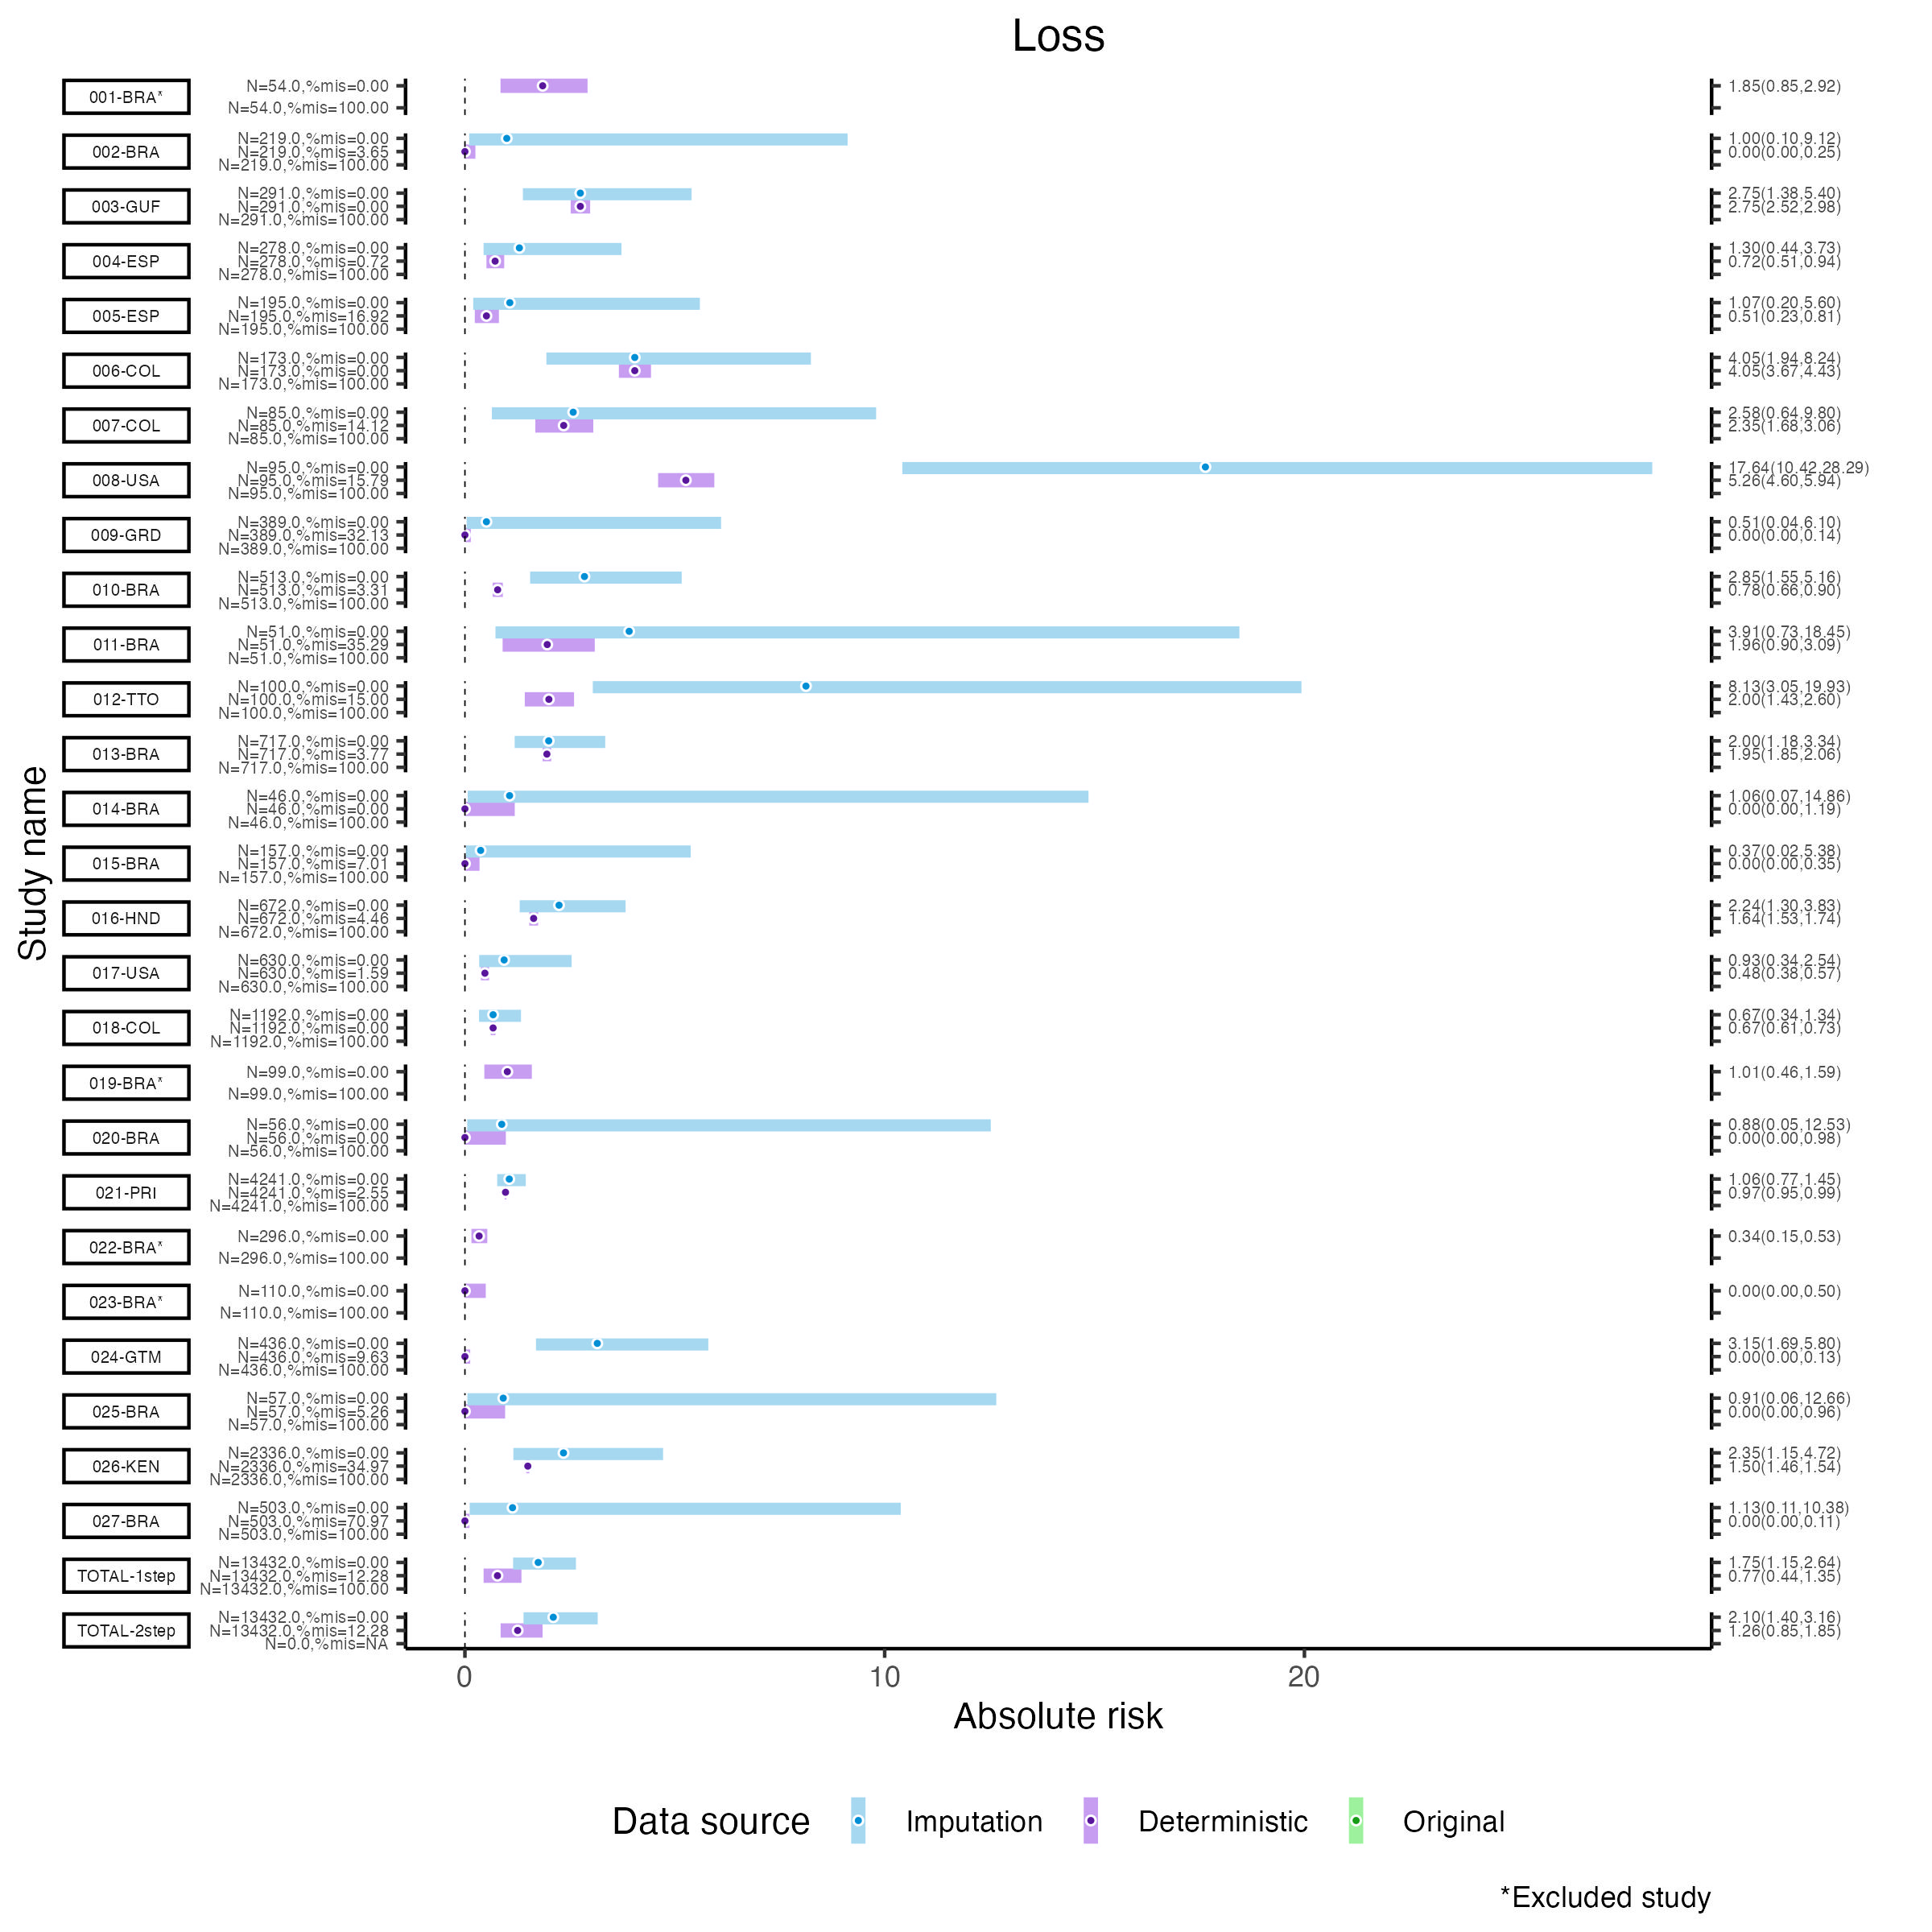 Loss
Study name
001-BRA*
N=54.0,%mis=0.00
1.85(0.85,2.92)
N=54.0,%mis=100.00
002-BRA
N=219.0,%mis=0.00
1.00(0.10,9.12)
N=219.0,%mis=3.65
0.00(0.00,0.25)
N=219.0,%mis=100.00
003-GUF
N=291.0,%mis=0.00
2.75(1.38,5.40)
N=291.0,%mis=0.00
2.75(2.52,2.98)
N=291.0,%mis=100.00
004-ESP
N=278.0,%mis=0.00
1.30(0.44,3.73)
N=278.0,%mis=0.72
0.72(0.51,0.94)
N=278.0,%mis=100.00
005-ESP
N=195.0,%mis=0.00
1.07(0.20,5.60)
N=195.0,%mis=16.92
0.51(0.23,0.81)
N=195.0,%mis=100.00
006-COL
N=173.0,%mis=0.00
4.05(1.94,8.24)
N=173.0,%mis=0.00
4.05(3.67,4.43)
N=173.0,%mis=100.00
007-COL
N=85.0,%mis=0.00
2.58(0.64,9.80)
N=85.0,%mis=14.12
2.35(1.68,3.06)
N=85.0,%mis=100.00
008-USA
N=95.0,%mis=0.00
17.64(10.42,28.29)
N=95.0,%mis=15.79
5.26(4.60,5.94)
N=95.0,%mis=100.00
009-GRD
N=389.0,%mis=0.00
0.51(0.04,6.10)
N=389.0,%mis=32.13
0.00(0.00,0.14)
N=389.0,%mis=100.00
010-BRA
N=513.0,%mis=0.00
2.85(1.55,5.16)
N=513.0,%mis=3.31
0.78(0.66,0.90)
N=513.0,%mis=100.00
011-BRA
N=51.0,%mis=0.00
3.91(0.73,18.45)
N=51.0,%mis=35.29
1.96(0.90,3.09)
N=51.0,%mis=100.00
012-TTO
N=100.0,%mis=0.00
8.13(3.05,19.93)
N=100.0,%mis=15.00
2.00(1.43,2.60)
N=100.0,%mis=100.00
013-BRA
N=717.0,%mis=0.00
2.00(1.18,3.34)
N=717.0,%mis=3.77
1.95(1.85,2.06)
N=717.0,%mis=100.00
014-BRA
N=46.0,%mis=0.00
1.06(0.07,14.86)
N=46.0,%mis=0.00
0.00(0.00,1.19)
N=46.0,%mis=100.00
015-BRA
N=157.0,%mis=0.00
0.37(0.02,5.38)
N=157.0,%mis=7.01
0.00(0.00,0.35)
N=157.0,%mis=100.00
016-HND
N=672.0,%mis=0.00
2.24(1.30,3.83)
N=672.0,%mis=4.46
1.64(1.53,1.74)
N=672.0,%mis=100.00
017-USA
N=630.0,%mis=0.00
0.93(0.34,2.54)
N=630.0,%mis=1.59
0.48(0.38,0.57)
N=630.0,%mis=100.00
018-COL
N=1192.0,%mis=0.00
0.67(0.34,1.34)
N=1192.0,%mis=0.00
0.67(0.61,0.73)
N=1192.0,%mis=100.00
019-BRA*
N=99.0,%mis=0.00
1.01(0.46,1.59)
N=99.0,%mis=100.00
020-BRA
N=56.0,%mis=0.00
0.88(0.05,12.53)
N=56.0,%mis=0.00
0.00(0.00,0.98)
N=56.0,%mis=100.00
021-PRI
N=4241.0,%mis=0.00
1.06(0.77,1.45)
N=4241.0,%mis=2.55
0.97(0.95,0.99)
N=4241.0,%mis=100.00
022-BRA*
N=296.0,%mis=0.00
0.34(0.15,0.53)
N=296.0,%mis=100.00
023-BRA*
N=110.0,%mis=0.00
0.00(0.00,0.50)
N=110.0,%mis=100.00
024-GTM
N=436.0,%mis=0.00
3.15(1.69,5.80)
N=436.0,%mis=9.63
0.00(0.00,0.13)
N=436.0,%mis=100.00
025-BRA
N=57.0,%mis=0.00
0.91(0.06,12.66)
N=57.0,%mis=5.26
0.00(0.00,0.96)
N=57.0,%mis=100.00
026-KEN
N=2336.0,%mis=0.00
2.35(1.15,4.72)
N=2336.0,%mis=34.97
1.50(1.46,1.54)
N=2336.0,%mis=100.00
027-BRA
N=503.0,%mis=0.00
1.13(0.11,10.38)
N=503.0,%mis=70.97
0.00(0.00,0.11)
N=503.0,%mis=100.00
TOTAL-1step
N=13432.0,%mis=0.00
1.75(1.15,2.64)
N=13432.0,%mis=12.28
0.77(0.44,1.35)
N=13432.0,%mis=100.00
TOTAL-2step
N=13432.0,%mis=0.00
2.10(1.40,3.16)
N=13432.0,%mis=12.28
1.26(0.85,1.85)
N=0.0,%mis=NA
0 10 20
Absolute risk
Data source Imputation Deterministic Original
*Excluded study